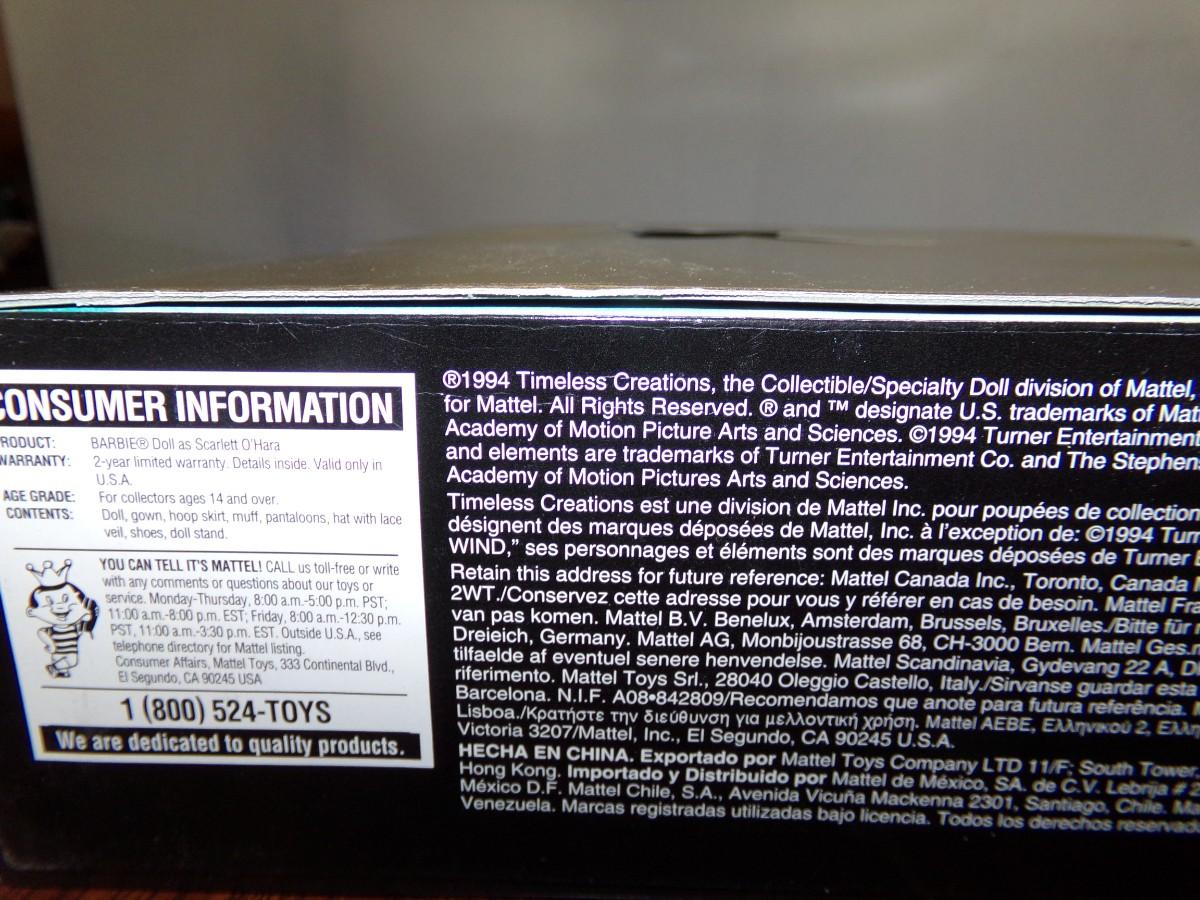 CONSUMER INFORMATION
PRODUCT: BARBIE® Doll as Scarlett O'Hara
WARRANTY: 2-year limited warranty. Details inside. Valid only in
U.S.A.
AGE GRADE: For collectors ages 14 and over.
CONTENTS: Doll, gown, hoop skirt, muff, pantaloons, hat with lace
veil, shoes, doll stand.
YOU CAN TELL IT'S MATTEL! CALL us toll-free or write
with any comments or questions about our toys or
service. Monday-Thursday, 8:00 a.m.-5:00 p.m. PST;
11:00 a.m.-8:00 p.m. EST; Friday, 8:00 a.m.-12:30 p.m.
PST, 11:00 a.m.-3:30 p.m. EST. Outside U.S.A., see
telephone directory for Mattel listing.
Consumer Affairs, Mattel Toys, 333 Continental Blvd.,
El Segundo, CA 90245 USA
1 (800) 524-TOYS
We are dedicated to quality products.
®1994 Timeless Creations, the Collectible/Specialty Doll division of Mattel,
for Mattel. All Rights Reserved. ® and ™ designate U.S. trademarks of
Academy of Motion Picture Arts and Sciences. ©1994 Turner Entertainment
and elements are trademarks of Turner Entertainment Co. and The
Academy of Motion Pictures Arts and Sciences.
Timeless Creations est une division de Mattel Inc. pour poupées de collection
désignent des marques déposées de Mattel, Inc. à l'exception de: ©1994
WIND," ses personnages et éléments sont des marques déposées de Turner
Retain this address for future reference: Mattel Canada Inc., Toronto, Canada
2WT./Conservez cette adresse pour vous y référer en cas de besoin. Mattel
van pas komen. Mattel B.V. Benelux, Amsterdam, Brussels, Bruxelles./Bitte für
Dreieich, Germany. Mattel AG, Monbijoustrasse 68, CH-3000 Bern. Mattel
tilfaelde af eventuel senere henvendelse. Mattel Scandinavia, Gydevang 22 A,
riferimento. Mattel Toys Srl., 28040 Oleggio Castello, Italy./Sirvanse guardar esta
Barcelona. N.I.F. A08•842809/Recomendamos que anote para futura referência.
Lisboa./Κρατήστε την διεύθυνση για μελλοντική χρήση. Mattel AEBE, Ελληνικού 2,
Victoria 3207/Mattel, Inc., El Segundo, CA 90245 U.S.A.
HECHA EN CHINA. Exportado por Mattel Toys Company LTD 11/F: South
Hong Kong. Importado y Distribuido por Mattel de México, SA. de C.V. Lebrija #
México D.F. Mattel Chile, S.A., Avenida Vicuña Mackenna 2301, Santiago, Chile.
Venezuela. Marcas registradas utilizadas bajo licencia. Todos los derechos